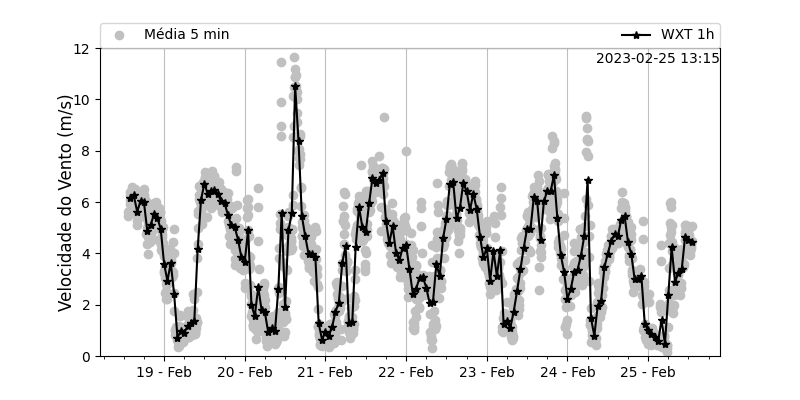 Média 5 min
WXT 1h
2023-02-25 13:15
Velocidade do Vento (m/s)
12
10
8
6
4
2
0
19 - Feb
20 - Feb
21 - Feb
22 - Feb
23 - Feb
24 - Feb
25 - Feb